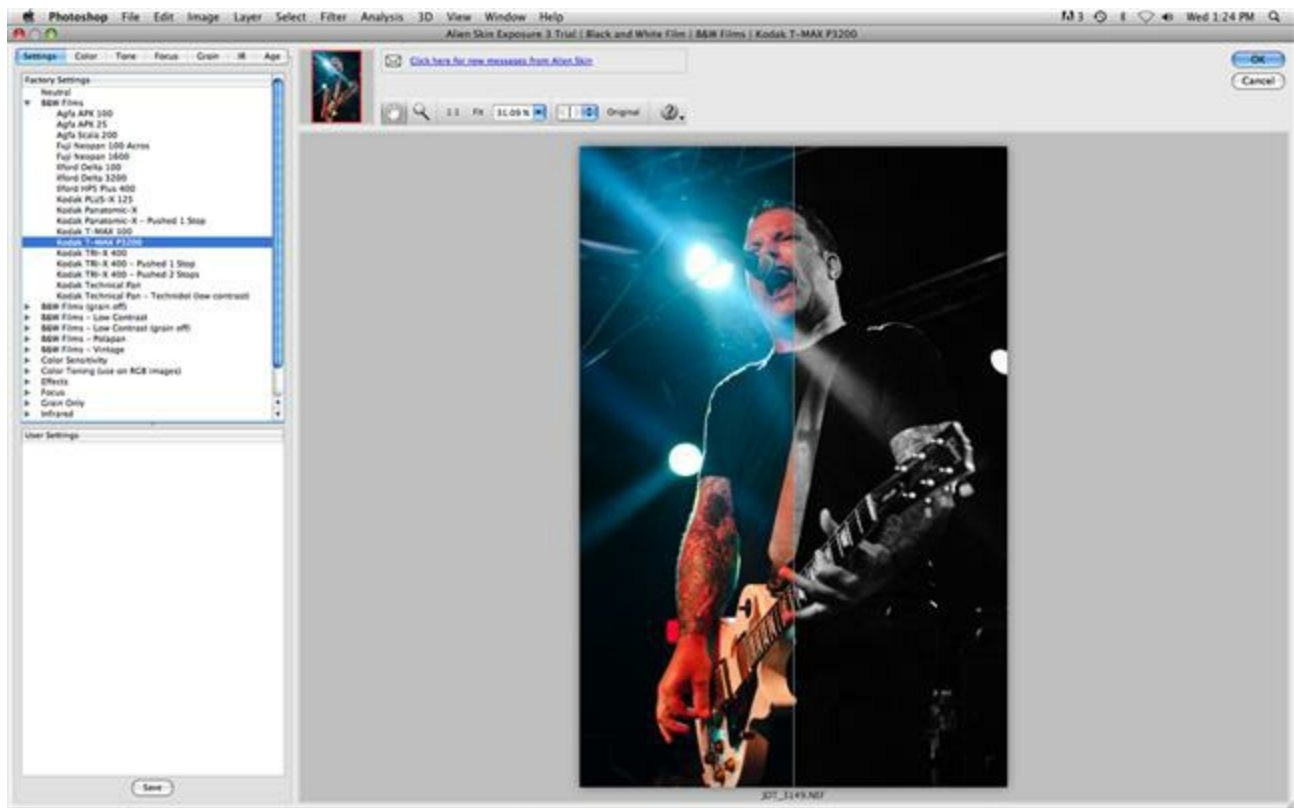 Photoshop File Edit Image Layer Select Filter Analysis 3D View Window Help 3 Wed 1:24 PM
Alien Skin Exposure 3 Trial | Black and White Film | B&W Films | Kodak T-MAX P3200
Settings Color Tone Focus Grain IR Age
Click here for new messages from Alien Skin
OK
Cancel
1:1 Fit 31.09 % Original ?
Factory Settings
Neutral
B&W Films
Agfa APX 100
Agfa APX 25
Agfa Scala 200
Fuji Neopan 100 Acros
Fuji Neopan 1600
Ilford Delta 100
Ilford Delta 3200
Ilford HP5 Plus 400
Kodak PLUS-X 125
Kodak Panatomic-X
Kodak Panatomic-X - Pushed 1 Stop
Kodak T-MAX 100
Kodak T-MAX P3200
Kodak TRI-X 400
Kodak TRI-X 400 - Pushed 1 Stop
Kodak TRI-X 400 - Pushed 2 Stops
Kodak Technical Pan
Kodak Technical Pan - Technidol (low contrast)
B&W Films (grain off)
B&W Films - Low Contrast
B&W Films - Low Contrast (grain off)
B&W Films - Polapan
B&W Films - Vintage
Color Sensitivity
Color Toning (use on RGB images)
Effects
Focus
Grain Only
Infrared
User Settings
Save
JDT_3149.NEF